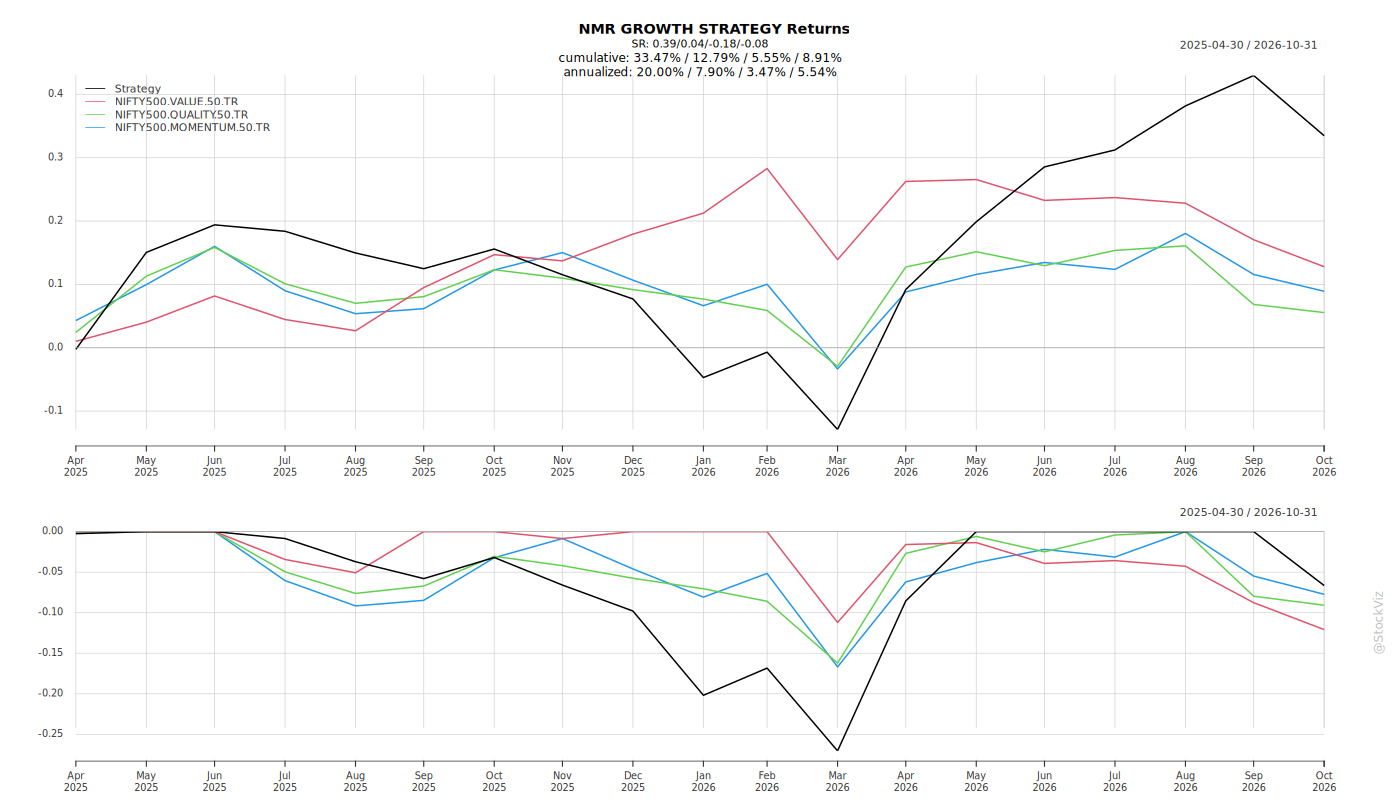 NMR GROWTH STRATEGY Returns
SR: 0.39/0.04/-0.18/-0.08
cumulative: 33.47% / 12.79% / 5.55% / 8.91%
annualized: 20.00% / 7.90% / 3.47% / 5.54%
2025-04-30 / 2026-10-31
Strategy
NIFTY500.VALUE.50.TR
NIFTY500.QUALITY.50.TR
NIFTY500.MOMENTUM.50.TR
0.4
0.3
0.2
0.1
0.0
-0.1
Apr May Jun Jul Aug Sep Oct Nov Dec Jan Feb Mar Apr May Jun Jul Aug Sep Oct
2025 2025 2025 2025 2025 2025 2025 2025 2025 2026 2026 2026 2026 2026 2026 2026 2026 2026 2026
2025-04-30 / 2026-10-31
0.00
-0.05
-0.10
-0.15
-0.20
-0.25
Apr May Jun Jul Aug Sep Oct Nov Dec Jan Feb Mar Apr May Jun Jul Aug Sep Oct
2025 2025 2025 2025 2025 2025 2025 2025 2025 2026 2026 2026 2026 2026 2026 2026 2026 2026 2026
@StockViz